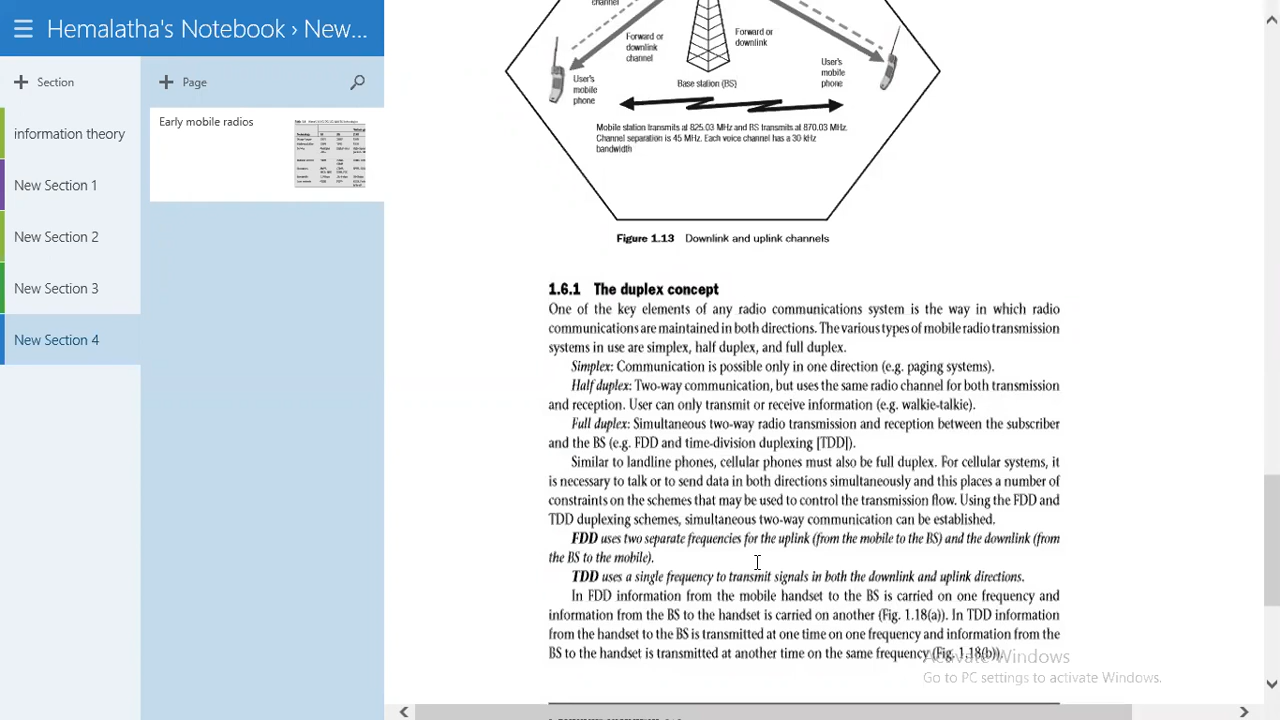 Hemalatha's Notebook › New...
+ Section
+ Page
information theory
New Section 1
New Section 2
New Section 3
New Section 4
Early mobile radios
channel
Forward or
downlink
channel
Forward or
downlink
User's
mobile
phone
User's
mobile
phone
Base station (BS)
Mobile station transmits at 825.03 MHz and BS transmits at 870.03 MHz.
Channel separation is 45 MHz. Each voice channel has a 30 kHz
bandwidth
Figure 1.13 Downlink and uplink channels
1.6.1 The duplex concept
One of the key elements of any radio communications system is the way in which radio
communications are maintained in both directions. The various types of mobile radio transmission
systems in use are simplex, half duplex, and full duplex.
Simplex: Communication is possible only in one direction (e.g. paging systems).
Half duplex: Two-way communication, but uses the same radio channel for both transmission
and reception. User can only transmit or receive information (e.g. walkie-talkie).
Full duplex: Simultaneous two-way radio transmission and reception between the subscriber
and the BS (e.g. FDD and time-division duplexing [TDD]).
Similar to landline phones, cellular phones must also be full duplex. For cellular systems, it
is necessary to talk or to send data in both directions simultaneously and this places a number of
constraints on the schemes that may be used to control the transmission flow. Using the FDD and
TDD duplexing schemes, simultaneous two-way communication can be established.
FDD uses two separate frequencies for the uplink (from the mobile to the BS) and the downlink (from
the BS to the mobile).
TDD uses a single frequency to transmit signals in both the downlink and uplink directions.
In FDD information from the mobile handset to the BS is carried on one frequency and
information from the BS to the handset is carried on another (Fig. 1.18(a)). In TDD information
from the handset to the BS is transmitted at one time on one frequency and information from the
BS to the handset is transmitted at another time on the same frequency (Fig. 1.18(b)).
Activate Windows
Go to PC settings to activate Windows.